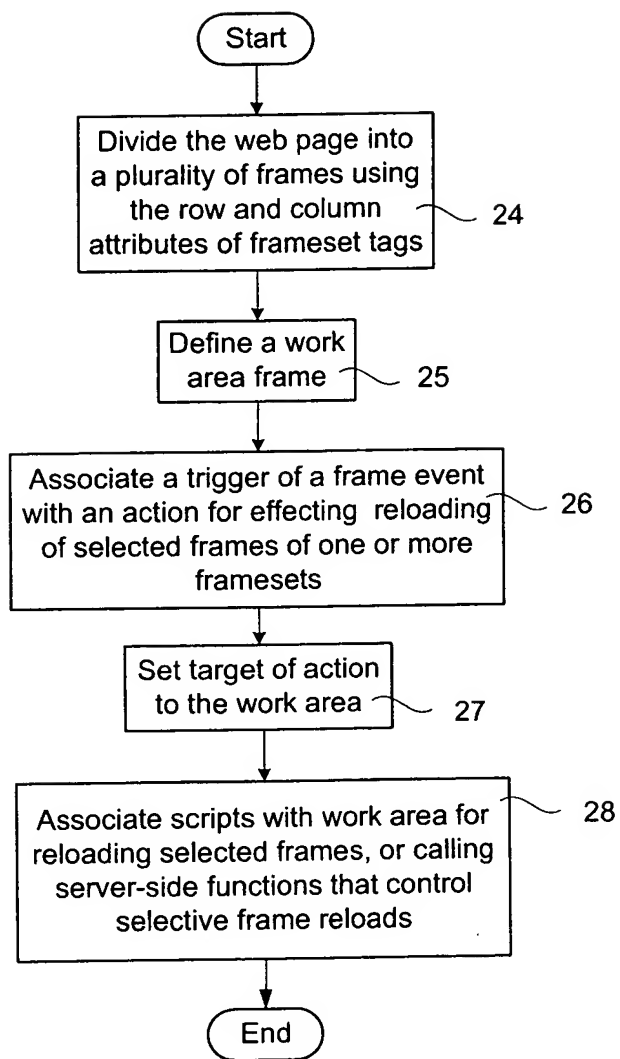 Start
Divide the web page into
a plurality of frames using
the row and column
attributes of frameset tags
24
Define a work
area frame
25
Associate a trigger of a frame event
with an action for effecting reloading
of selected frames of one or more
framesets
26
Set target of action
to the work area
27
Associate scripts with work area for
reloading selected frames, or calling
server-side functions that control
selective frame reloads
28
End